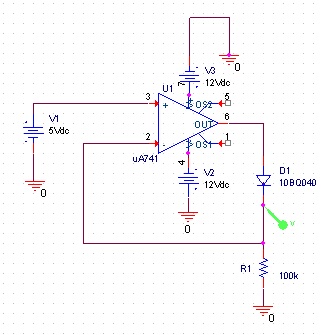 0
V3
12Vdc
7
U1
3
+
5
OS2
V1
5Vdc
6
OUT
2
-
OS1
1
uA741
4
0
V2
12Vdc
0
D1
10BQ040
V
R1
100k
0